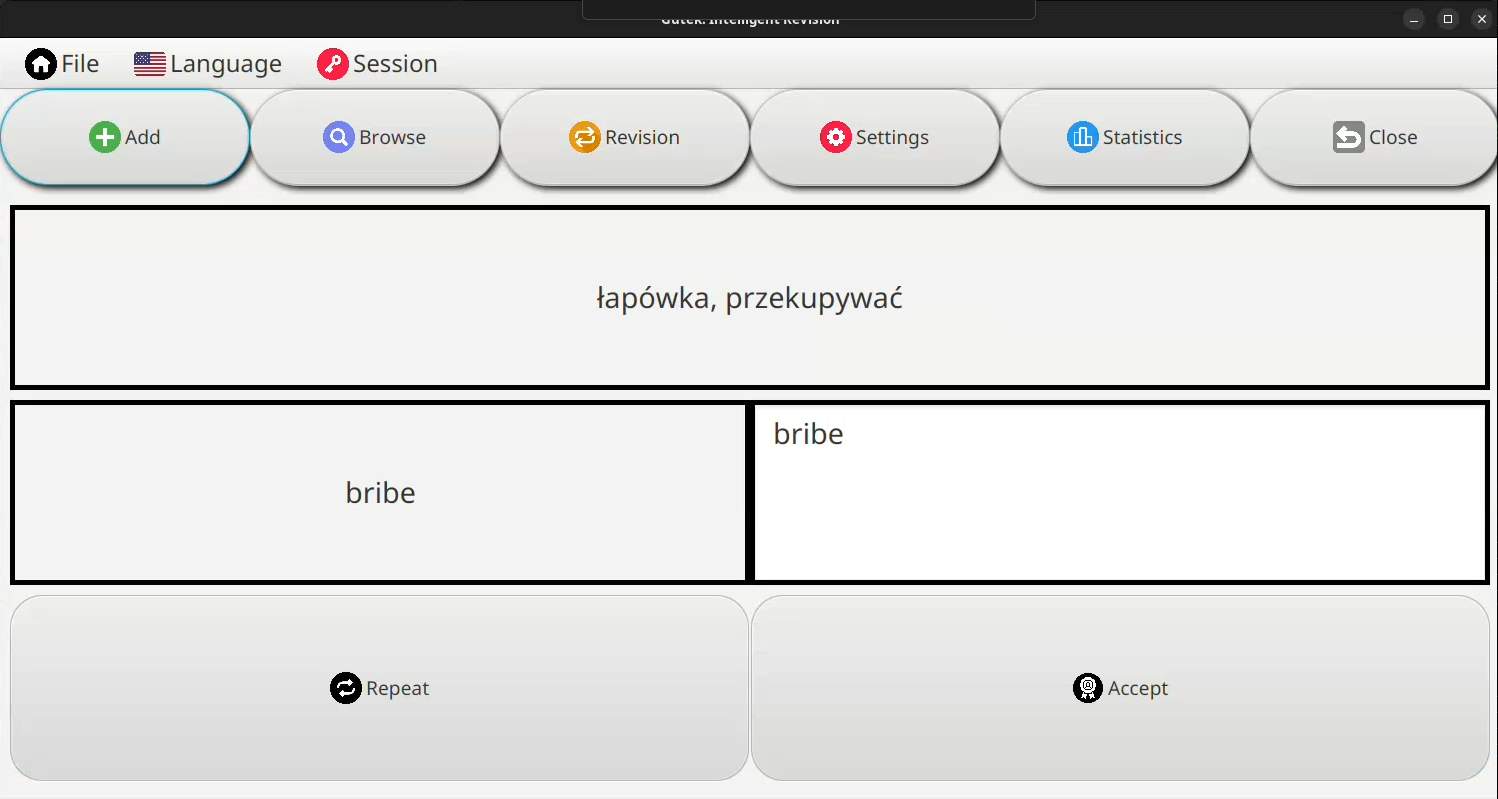 Gutek: Intelligent Revision
File Language Session
Add Browse Revision Settings Statistics Close
łapówka, przekupywać
bribe
bribe
Repeat Accept